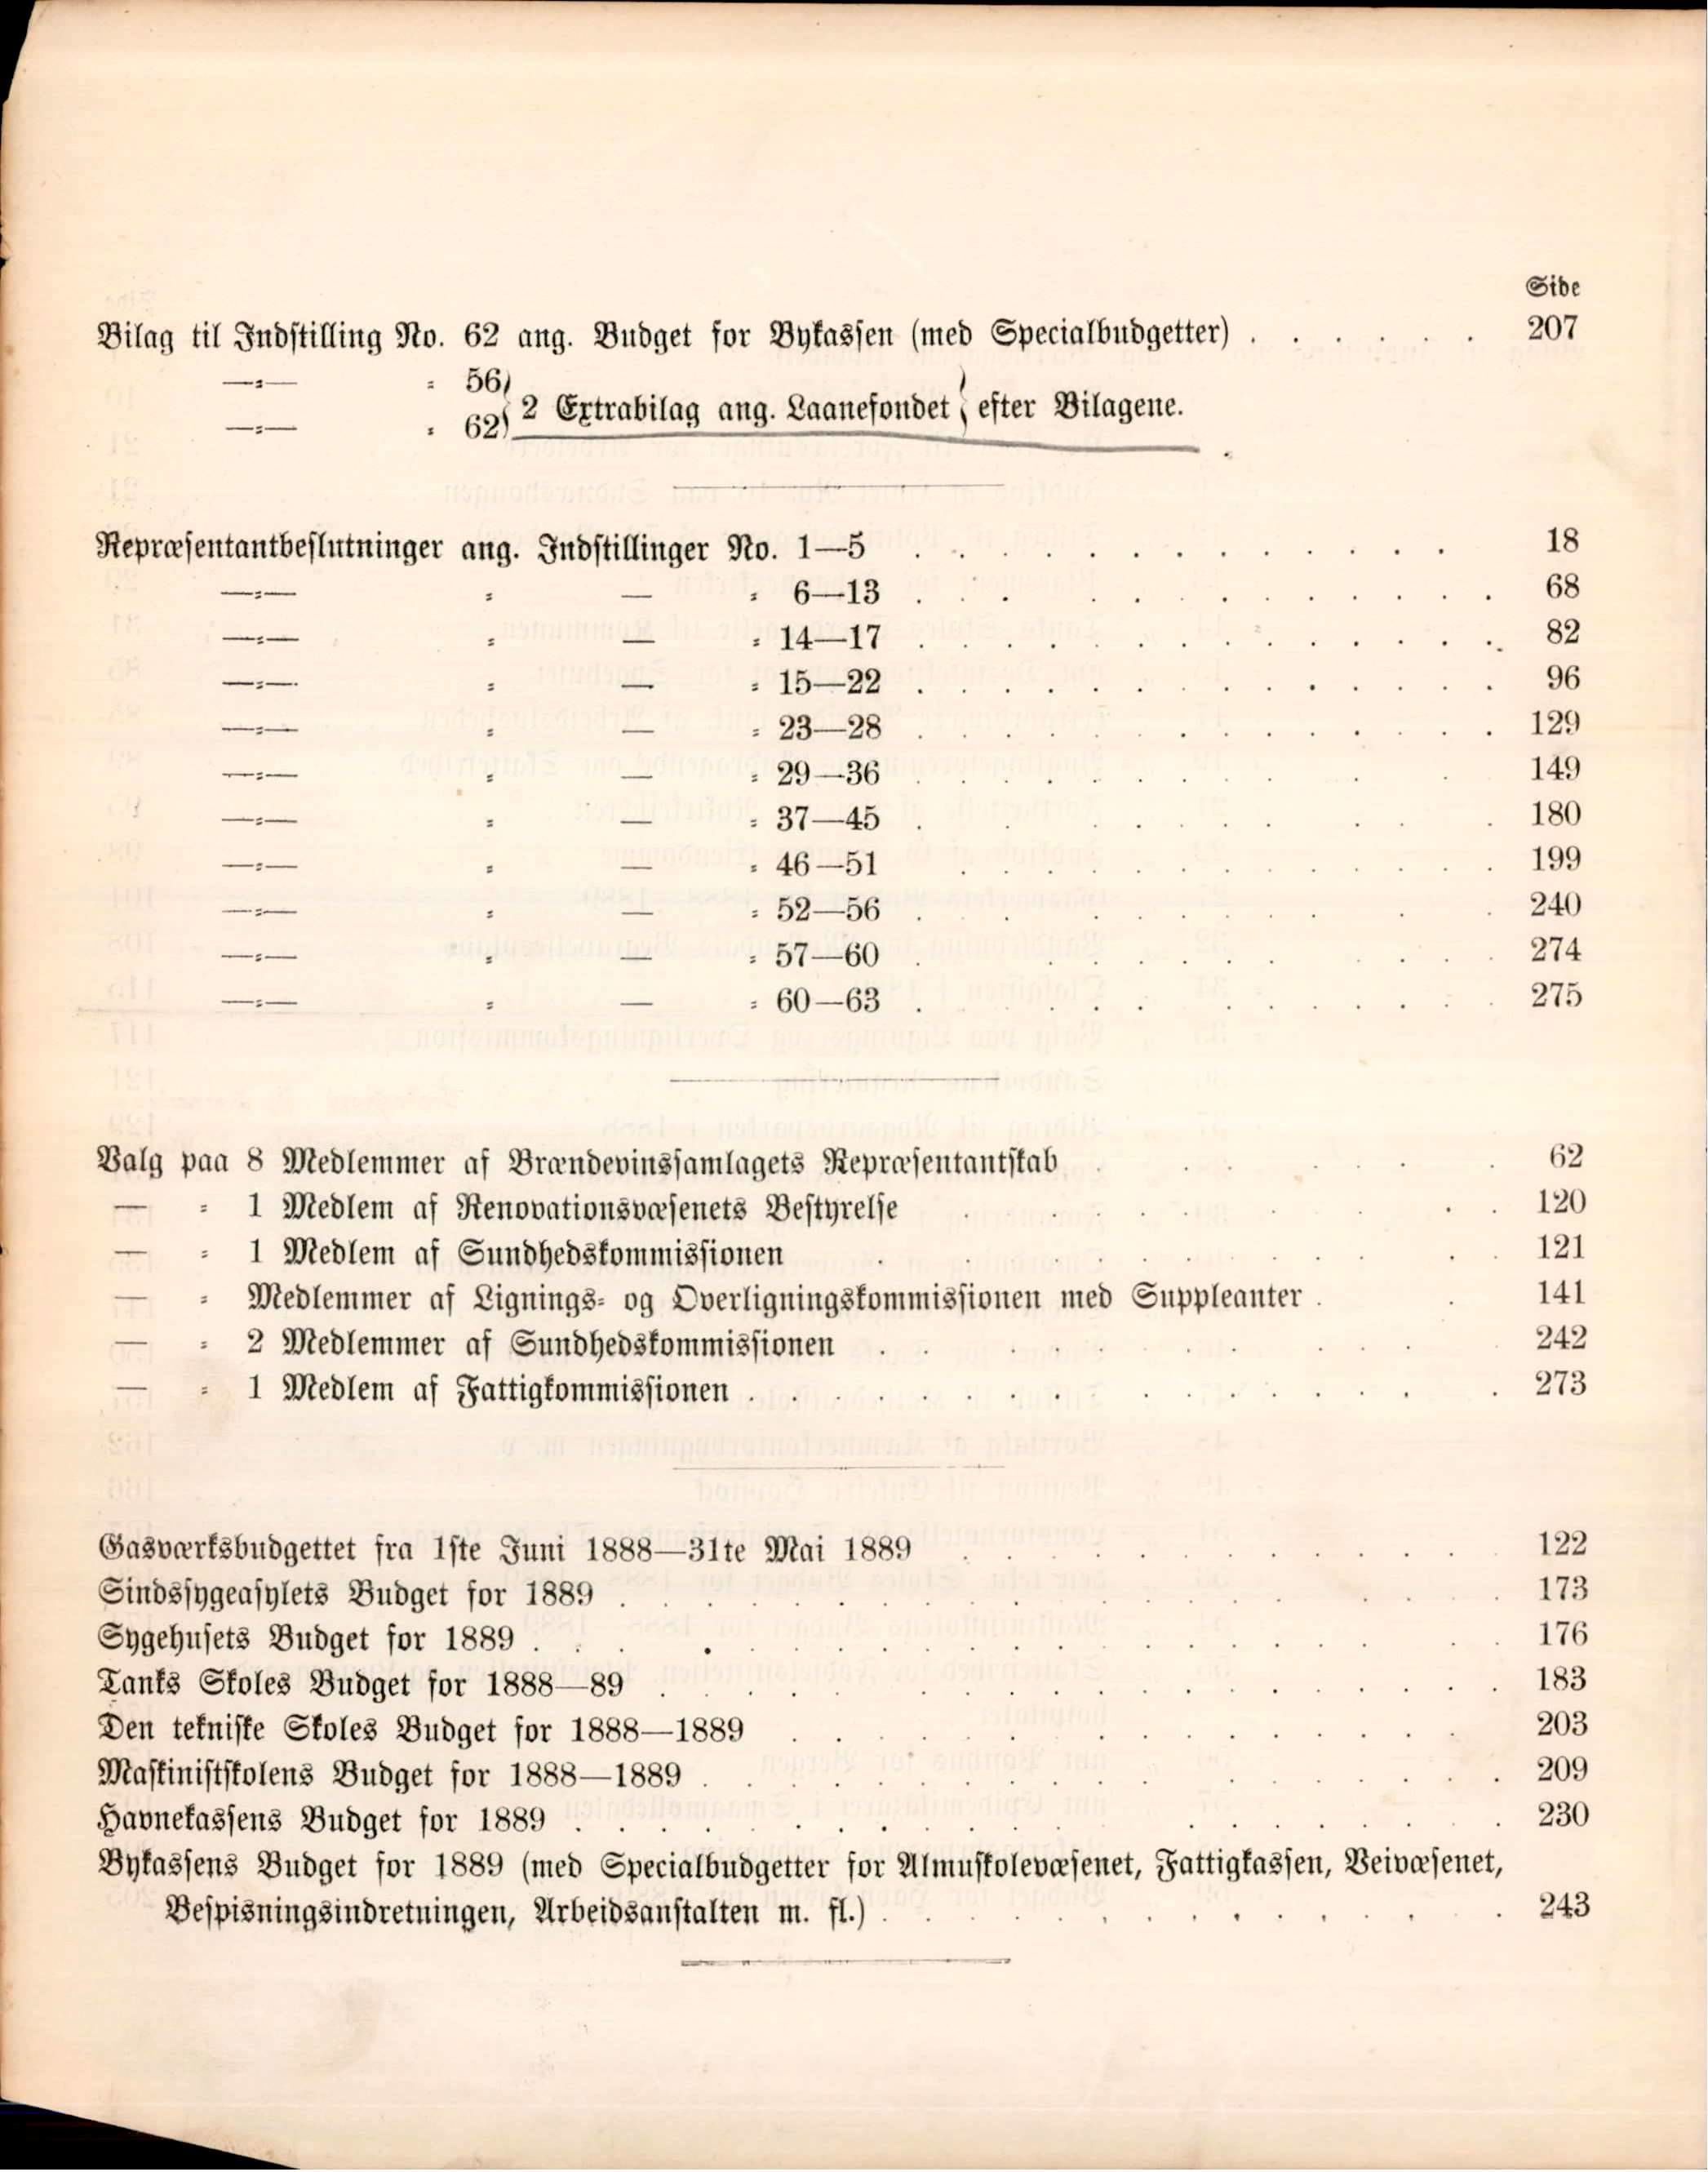 Side
Bilag til Indstilling No. 62 ang. Budget for Bykassen (med Specialbudgetter) . . . . . . 207
—„— „ 56)
2 Extrabilag ang. Laanefondet } efter Bilagene.
—„— „ 62)
Repræsentantbeslutninger ang. Indstillinger No. 1—5 . . . . . . . . . . . . . 18
—„— „ — „ 6—13 . . . . . . . . . . . . . 68
—„— „ — „ 14—17 . . . . . . . . . . . . . 82
—„— „ — „ 15—22 . . . . . . . . . . . . . 96
—„— „ — „ 23—28 . . . . . . . . . . . . . 129
—„— „ — „ 29—36 . . . . . . . . . . . 149
—„— „ — „ 37—45 . . . . . . . . . . 180
—„— „ — „ 46—51 . . . . . . . . . . . . 199
—„— „ — „ 52—56 . . . . . . . . . 240
—„— „ — „ 57—60 . . . . . . . . . . . 274
—„— „ — „ 60—63 . . . . . . . . . . . . 275
Valg paa 8 Medlemmer af Brændevinssamlagets Repræsentantskab . . . . . . 62
— „ 1 Medlem af Renovationsvæsenets Bestyrelse . . . . . . . . . 120
— „ 1 Medlem af Sundhedskommissionen . . . . . . . . . . 121
— „ Medlemmer af Lignings- og Overligningskommissionen med Suppleanter . . 141
— „ 2 Medlemmer af Sundhedskommissionen . . . . . . . . . . 242
— „ 1 Medlem af Fattigkommissionen . . . . . . . . . . . . . . 273
Gasværksbudgettet fra 1ste Juni 1888—31te Mai 1889 . . . . . . . . . . . 122
Sindssygeasylets Budget for 1889 . . . . . . . . . . . . . . . . . 173
Sygehusets Budget for 1889 . . . . . . . . . . . . . . . . . . 176
Tanks Skoles Budget for 1888—89 . . . . . . . . . . . . . . . . . 183
Den tekniske Skoles Budget for 1888—1889 . . . . . . . . . . . . . 203
Maskinistskolens Budget for 1888—1889 . . . . . . . . . . . . . . . 209
Havnekassens Budget for 1889 . . . . . . . . . . . . . . . . . 230
Bykassens Budget for 1889 (med Specialbudgetter for Almuskolevæsenet, Fattigkassen, Veivæsenet,
Bespisningsindretningen, Arbeidsanstalten m. fl.) . . . . . . . . . . . . 243